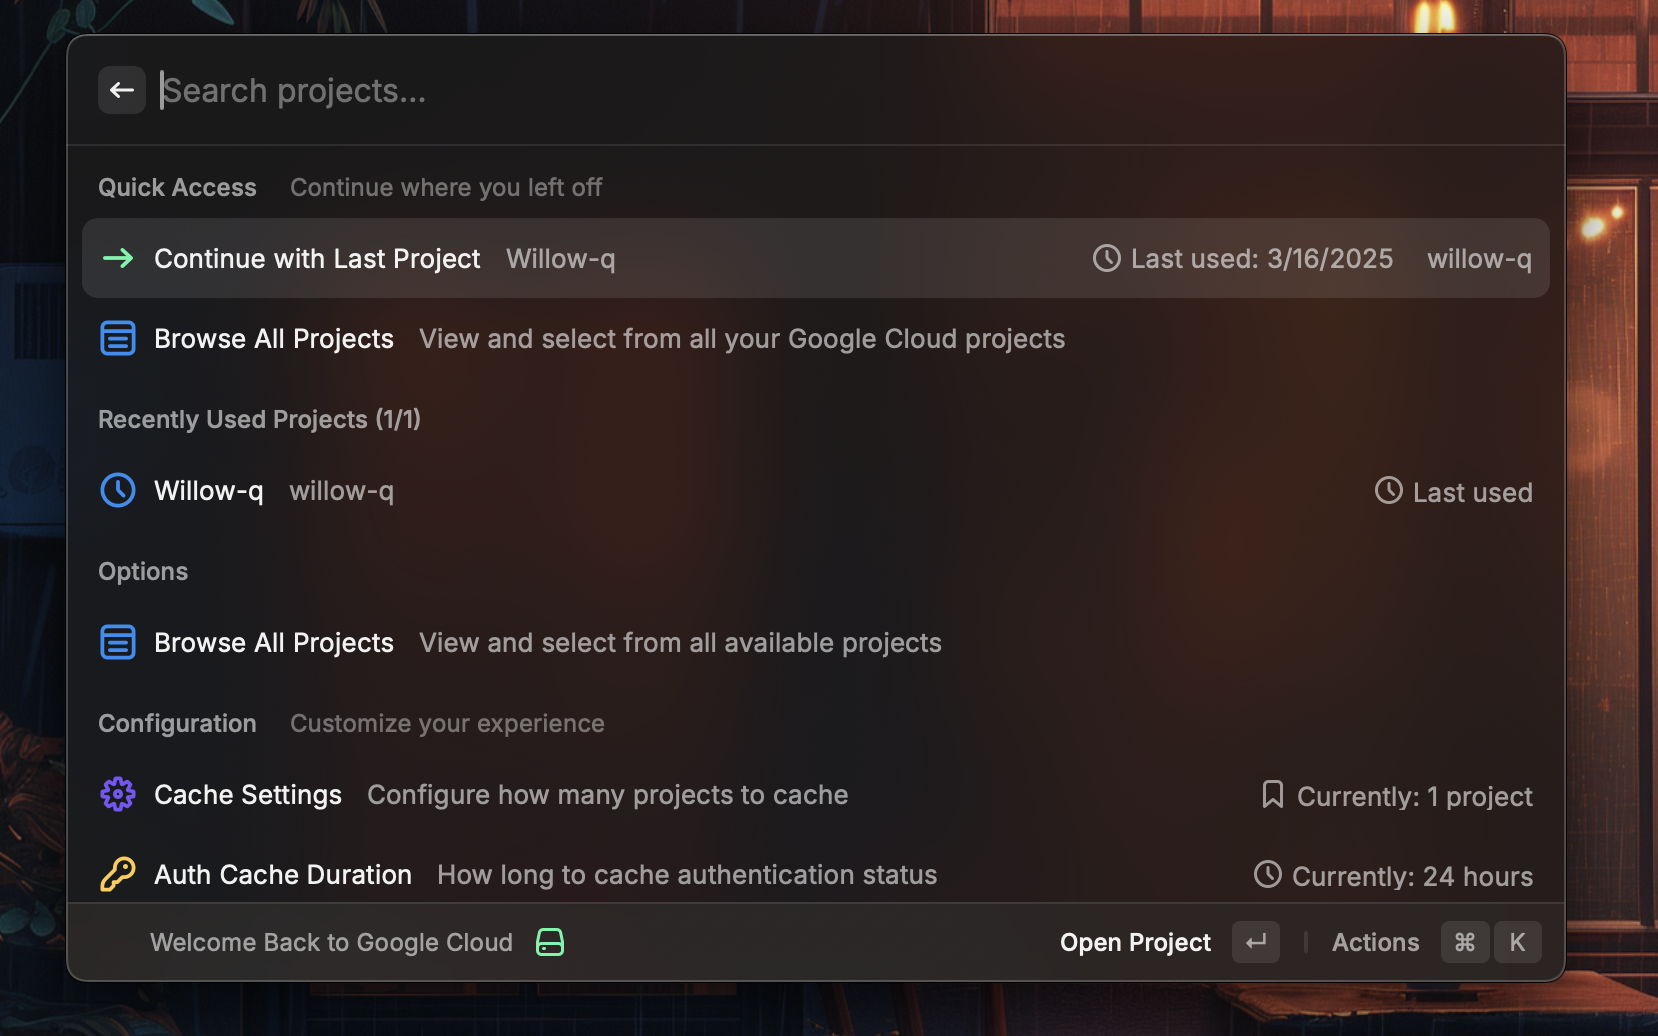 Search projects...
Quick Access Continue where you left off
Continue with Last Project Willow-q Last used: 3/16/2025 willow-q
Browse All Projects View and select from all your Google Cloud projects
Recently Used Projects (1/1)
Willow-q willow-q Last used
Options
Browse All Projects View and select from all available projects
Configuration Customize your experience
Cache Settings Configure how many projects to cache Currently: 1 project
Auth Cache Duration How long to cache authentication status Currently: 24 hours
Welcome Back to Google Cloud Open Project ↵ Actions ⌘ K